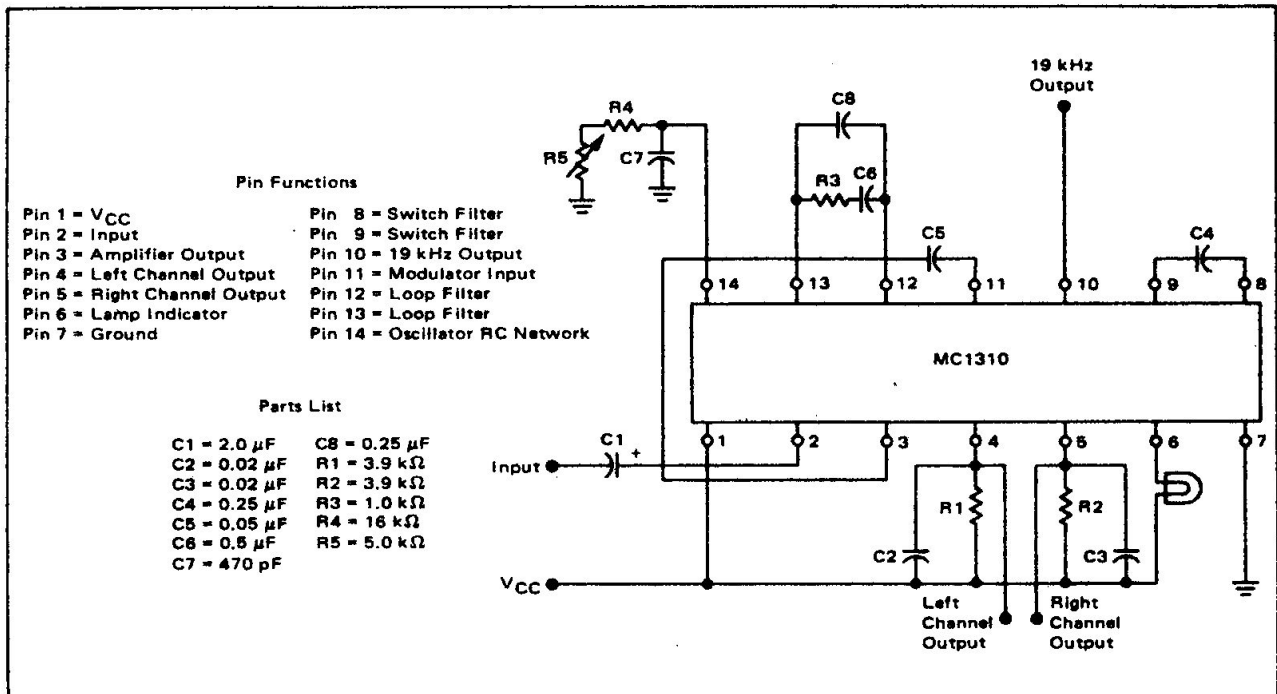 19 kHz
Output
C8
R4
R5
C7
R3
C6
Pin Functions
Pin 1 = VCC
Pin 2 = Input
Pin 3 = Amplifier Output
Pin 4 = Left Channel Output
Pin 5 = Right Channel Output
Pin 6 = Lamp Indicator
Pin 7 = Ground
Pin 8 = Switch Filter
Pin 9 = Switch Filter
Pin 10 = 19 kHz Output
Pin 11 = Modulator Input
Pin 12 = Loop Filter
Pin 13 = Loop Filter
Pin 14 = Oscillator RC Network
C5
C4
14
13
12
11
10
9
8
MC1310
Parts List
C1 = 2.0 µF
C2 = 0.02 µF
C3 = 0.02 µF
C4 = 0.25 µF
C5 = 0.05 µF
C6 = 0.5 µF
C7 = 470 pF
C8 = 0.25 µF
R1 = 3.9 kΩ
R2 = 3.9 kΩ
R3 = 1.0 kΩ
R4 = 16 kΩ
R5 = 5.0 kΩ
1
2
3
4
5
6
7
C1
+
Input
R1
R2
C2
C3
VCC
Left
Channel
Output
Right
Channel
Output